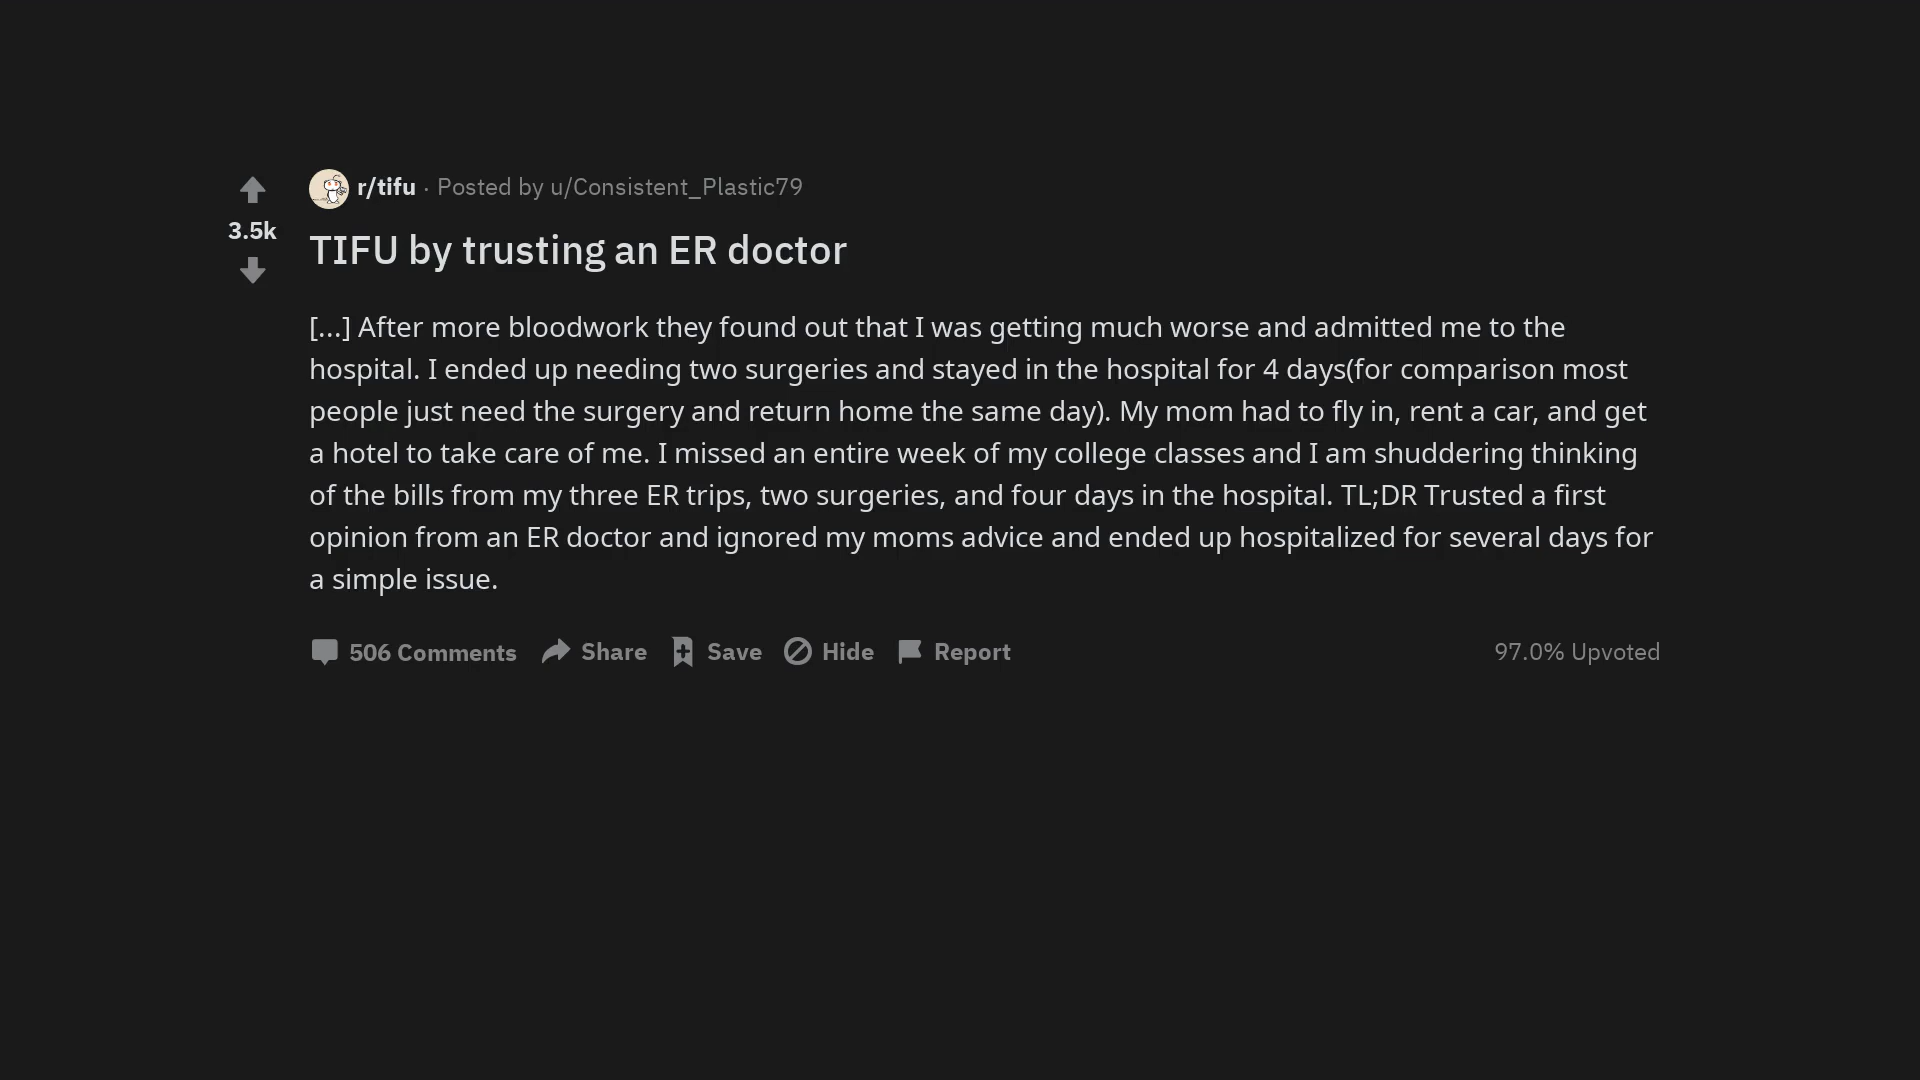 r/tifu · Posted by u/Consistent_Plastic79
3.5k
TIFU by trusting an ER doctor
[...] After more bloodwork they found out that I was getting much worse and admitted me to the
hospital. I ended up needing two surgeries and stayed in the hospital for 4 days(for comparison most
people just need the surgery and return home the same day). My mom had to fly in, rent a car, and get
a hotel to take care of me. I missed an entire week of my college classes and I am shuddering thinking
of the bills from my three ER trips, two surgeries, and four days in the hospital. TL;DR Trusted a first
opinion from an ER doctor and ignored my moms advice and ended up hospitalized for several days for
a simple issue.
506 Comments Share Save Hide Report 97.0% Upvoted